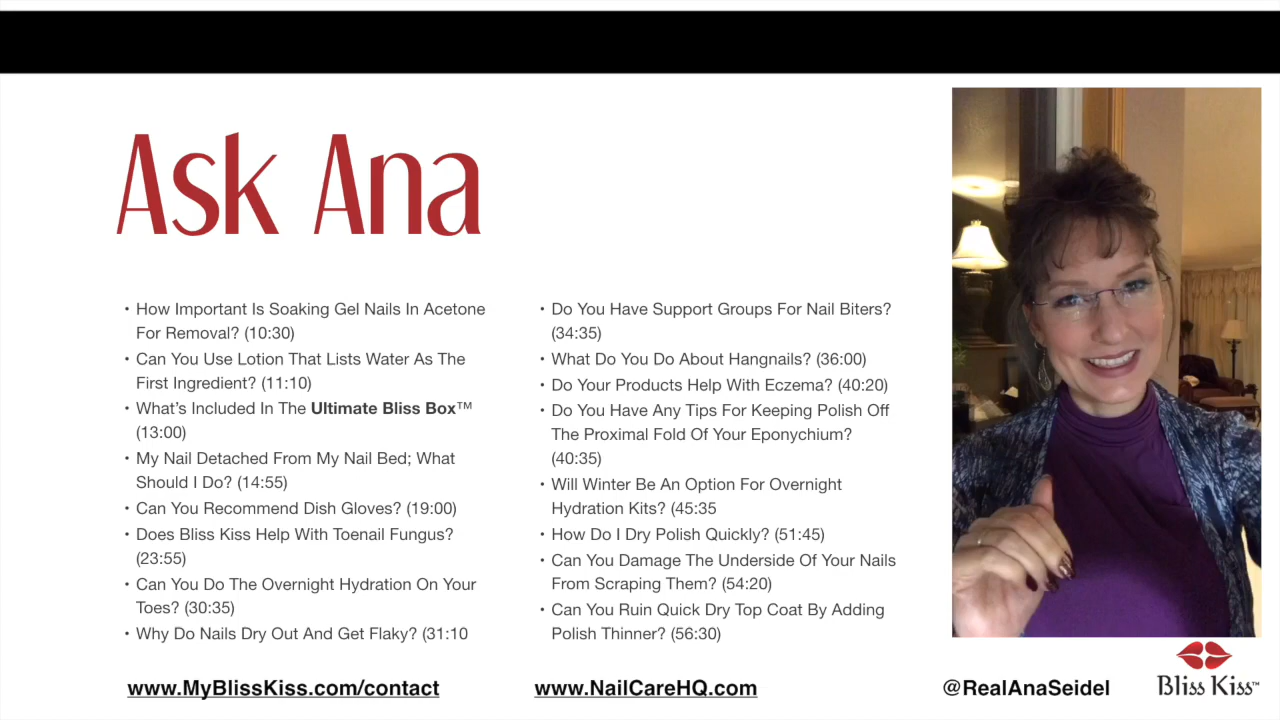 Ask Ana
• How Important Is Soaking Gel Nails In Acetone
For Removal? (10:30)
• Can You Use Lotion That Lists Water As The
First Ingredient? (11:10)
• What's Included In The Ultimate Bliss Box™
(13:00)
• My Nail Detached From My Nail Bed; What
Should I Do? (14:55)
• Can You Recommend Dish Gloves? (19:00)
• Does Bliss Kiss Help With Toenail Fungus?
(23:55)
• Can You Do The Overnight Hydration On Your
Toes? (30:35)
• Why Do Nails Dry Out And Get Flaky? (31:10
• Do You Have Support Groups For Nail Biters?
(34:35)
• What Do You Do About Hangnails? (36:00)
• Do Your Products Help With Eczema? (40:20)
• Do You Have Any Tips For Keeping Polish Off
The Proximal Fold Of Your Eponychium?
(40:35)
• Will Winter Be An Option For Overnight
Hydration Kits? (45:35
• How Do I Dry Polish Quickly? (51:45)
• Can You Damage The Underside Of Your Nails
From Scraping Them? (54:20)
• Can You Ruin Quick Dry Top Coat By Adding
Polish Thinner? (56:30)
www.MyBlissKiss.com/contact
www.NailCareHQ.com
@RealAnaSeidel
Bliss Kiss™